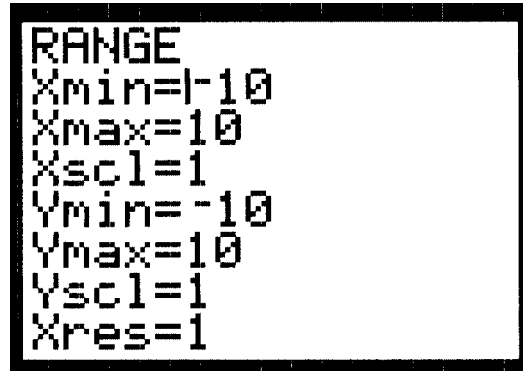 RANGE
Xmin=-10
Xmax=10
Xscl=1
Ymin=-10
Ymax=10
Yscl=1
Xres=1